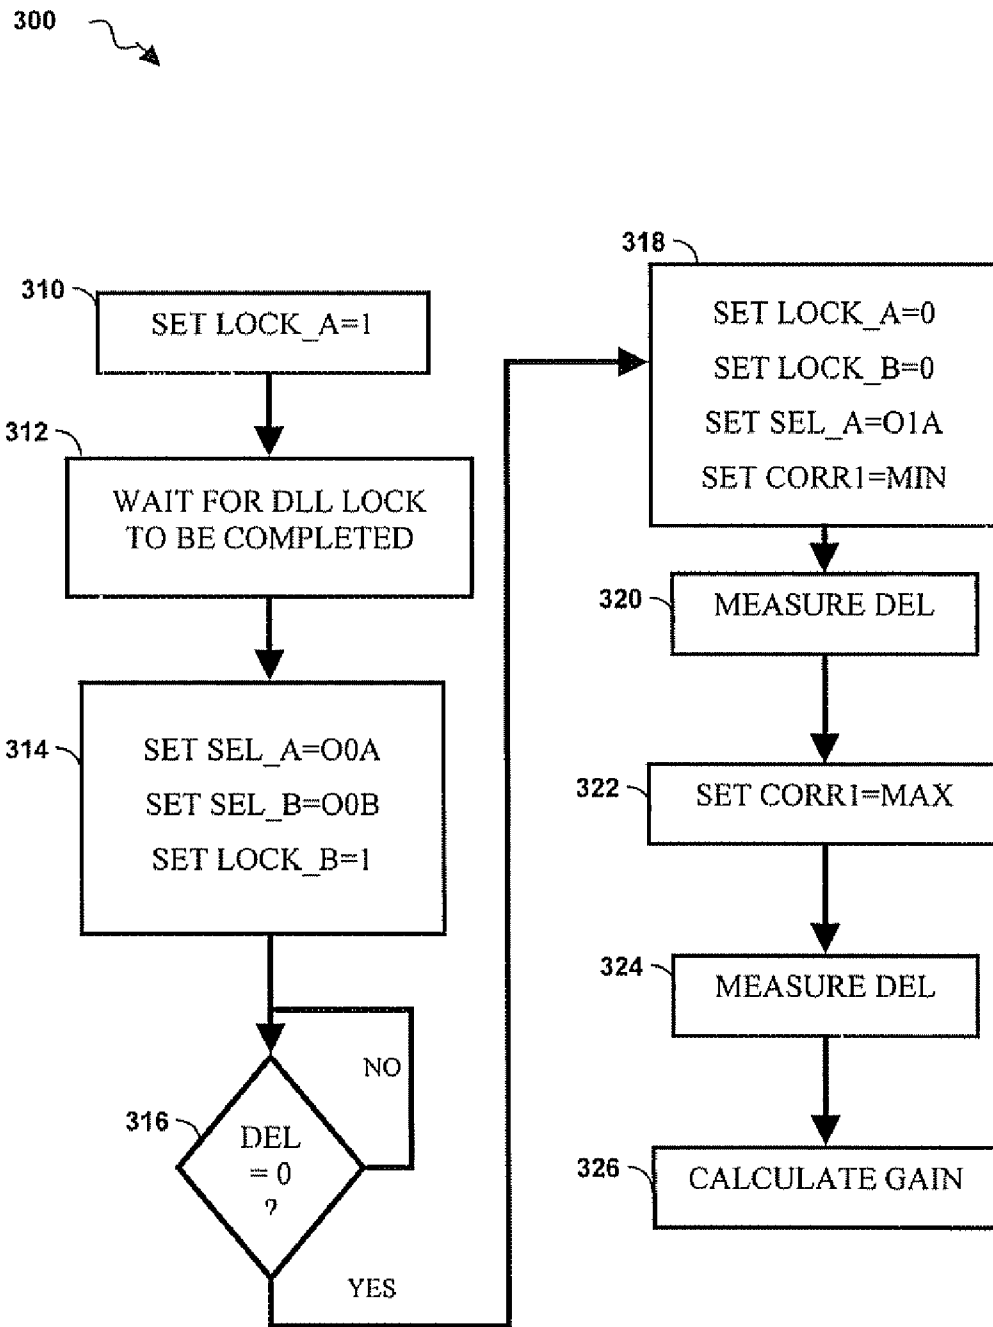 300
310
SET LOCK_A=1
312
WAIT FOR DLL LOCK
TO BE COMPLETED
314
SET SEL_A=O0A
SET SEL_B=O0B
SET LOCK_B=1
316
DEL
= 0
?
NO
YES
318
SET LOCK_A=0
SET LOCK_B=0
SET SEL_A=O1A
SET CORR1=MIN
320
MEASURE DEL
322
SET CORR1=MAX
324
MEASURE DEL
326
CALCULATE GAIN